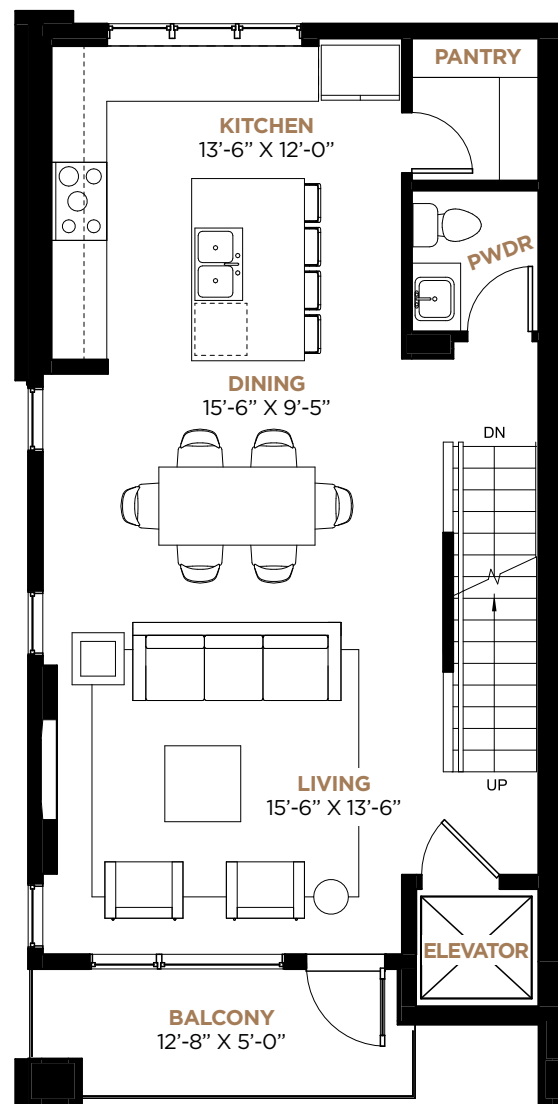 PANTRY
KITCHEN
13’-6” X 12’-0”
PWDR
DINING
15’-6” X 9’-5”
DN
LIVING
15’-6” X 13’-6”
UP
ELEVATOR
BALCONY
12’-8” X 5’-0”